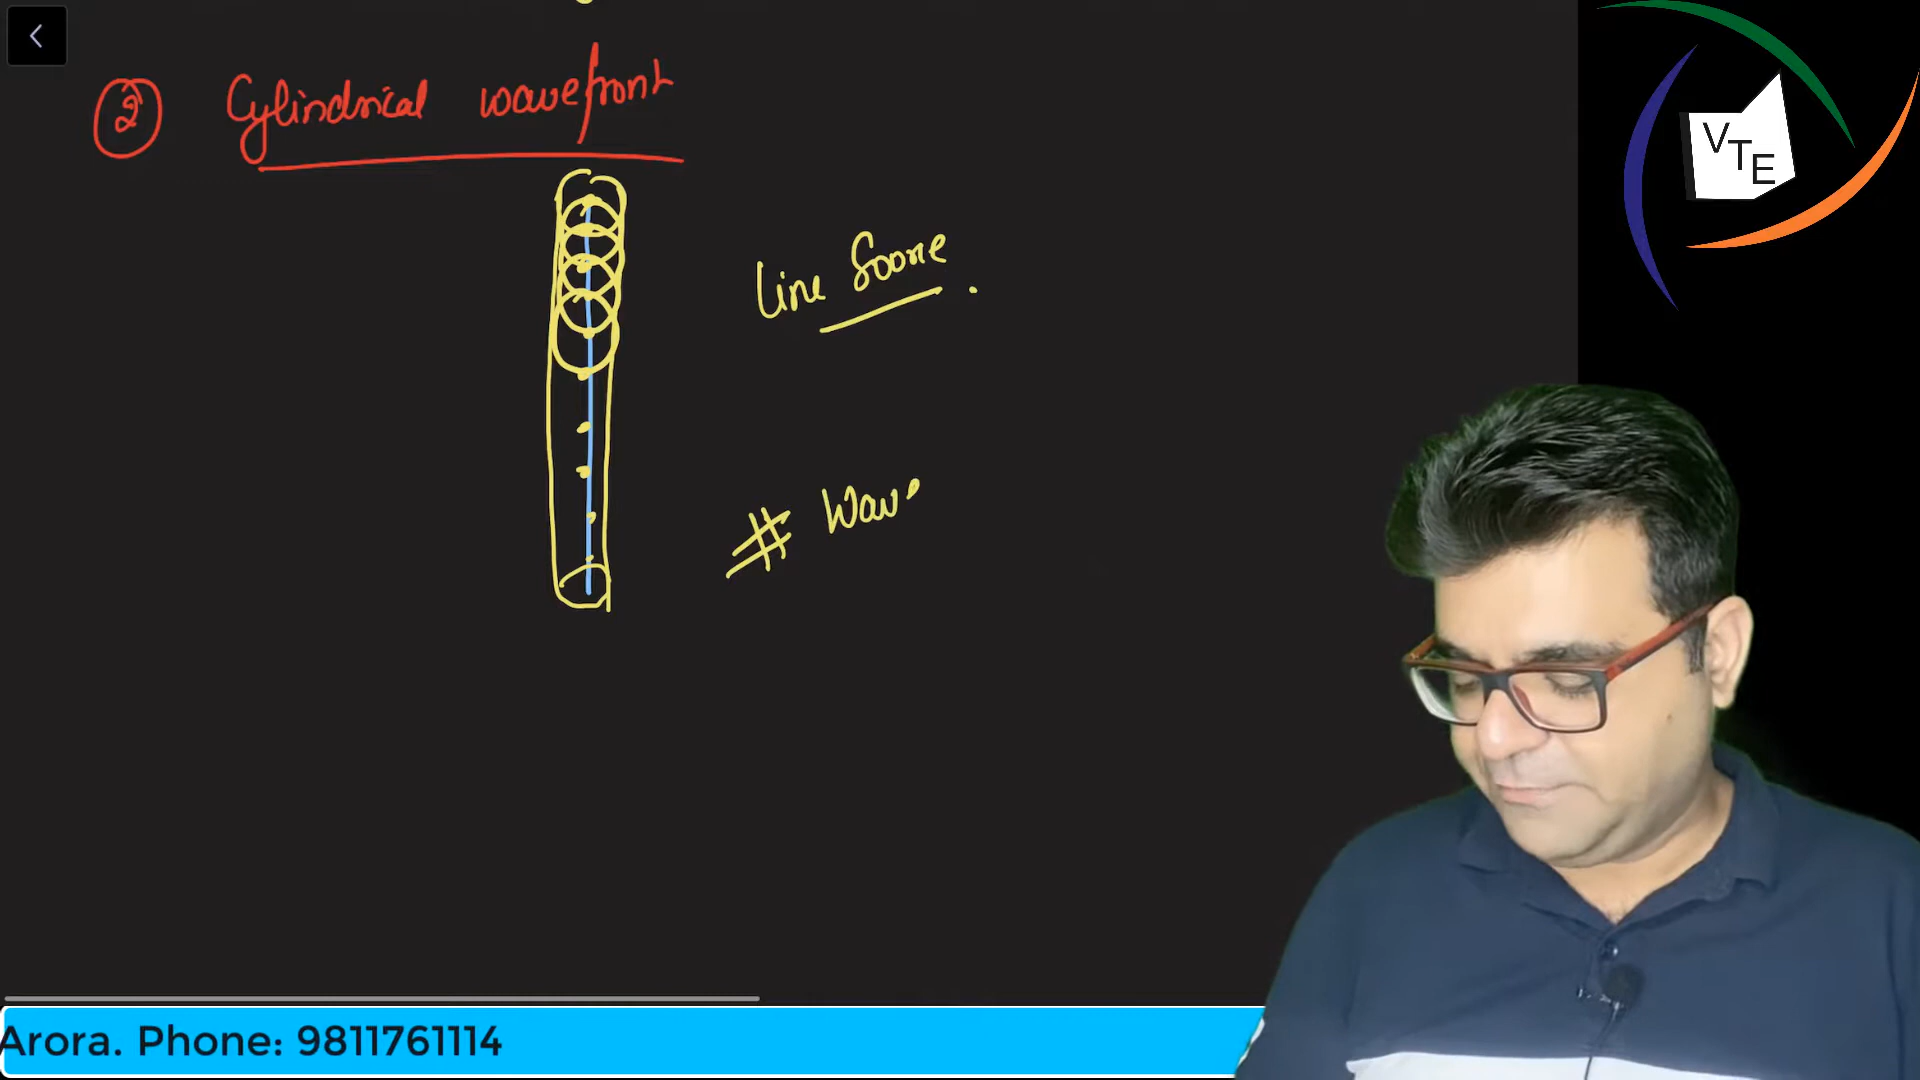 ② Cylindrical wavefront
Line Source.
# Wav
VTE
Arora. Phone: 9811761114